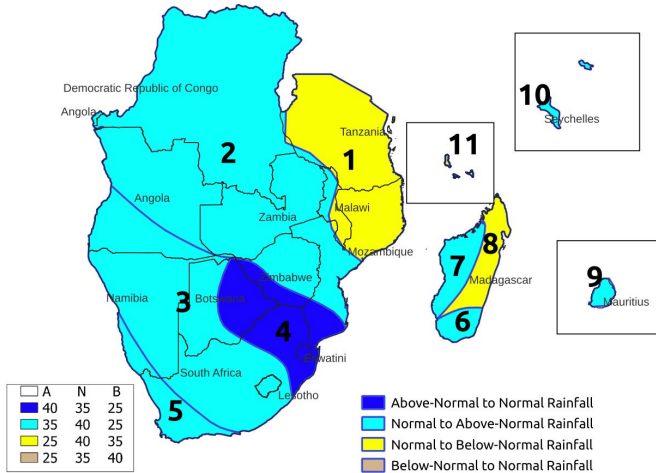 Democratic Republic of Congo
Angola
Tanzania
Seychelles
10
11
2
1
Angola
Malawi
Zambia
Mozambique
8
7
Madagascar
9
Mauritius
Zimbabwe
Namibia
3
Botswana
4
6
Eswatini
South Africa
Lesotho
5
A N B
40 35 25
35 40 25
25 40 35
25 35 40
Above-Normal to Normal Rainfall
Normal to Above-Normal Rainfall
Normal to Below-Normal Rainfall
Below-Normal to Normal Rainfall